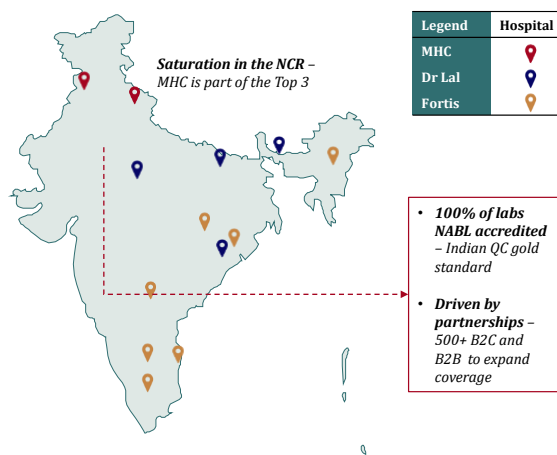 Saturation in the NCR –
MHC is part of the Top 3
Legend Hospital
MHC
Dr Lal
Fortis
• 100% of labs
NABL accredited
– Indian QC gold
standard
• Driven by
partnerships –
500+ B2C and
B2B to expand
coverage